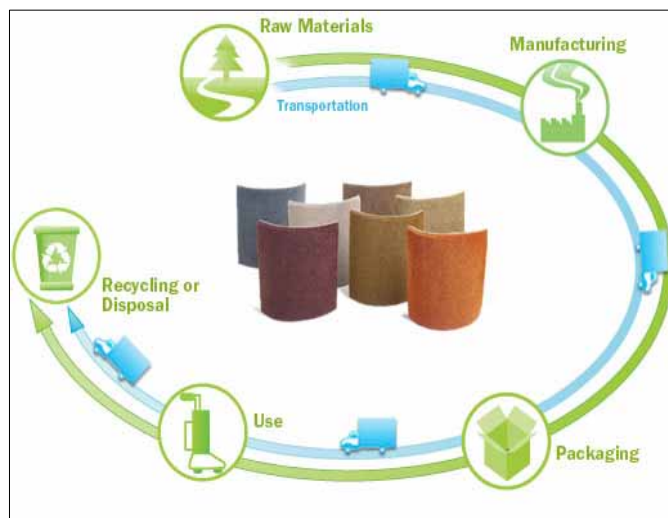 Raw Materials
Manufacturing
Transportation
Recycling or
Disposal
Use
Packaging